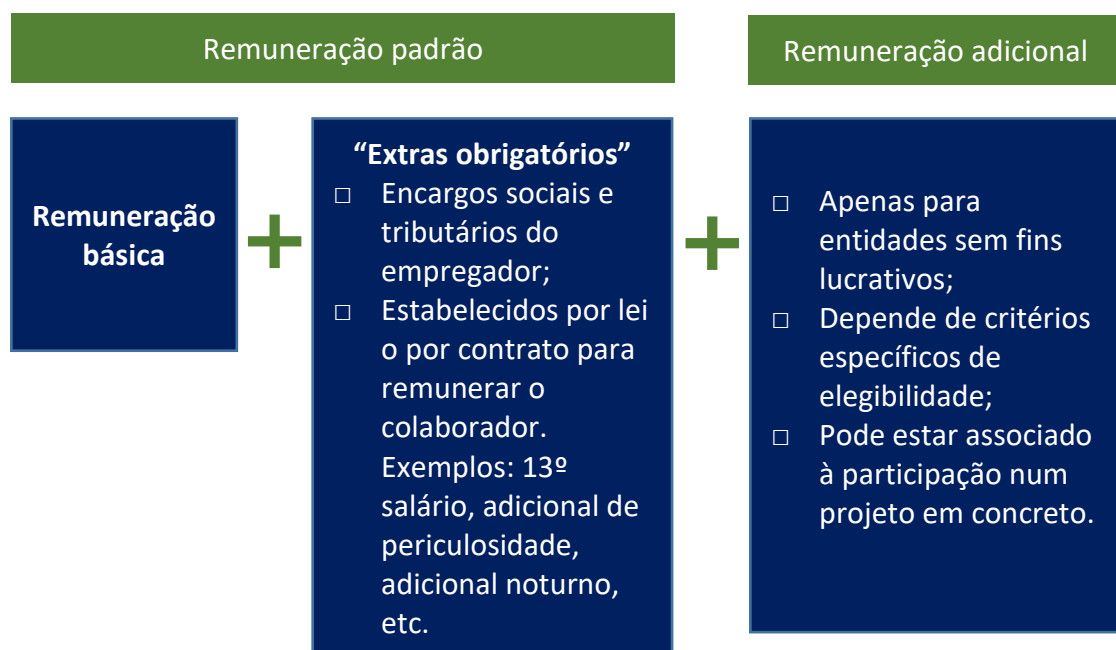 Remuneração padrão
Remuneração adicional
Remuneração
básica
“Extras obrigatórios”
□ Encargos sociais e
tributários do
empregador;
□ Estabelecidos por lei
o por contrato para
remunerar o
colaborador.
Exemplos: 13º
salário, adicional de
periculosidade,
adicional noturno,
etc.
□ Apenas para
entidades sem fins
lucrativos;
□ Depende de critérios
específicos de
elegibilidade;
□ Pode estar associado
à participação num
projeto em concreto.